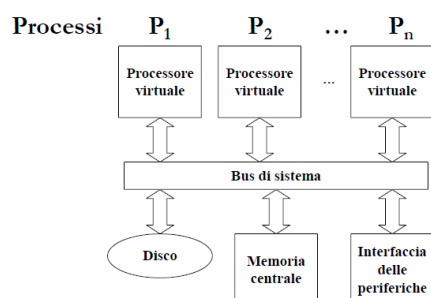 Processi P1 P2 ... Pn
Processore virtuale
Processore virtuale
...
Processore virtuale
Bus di sistema
Disco
Memoria centrale
Interfaccia delle periferiche